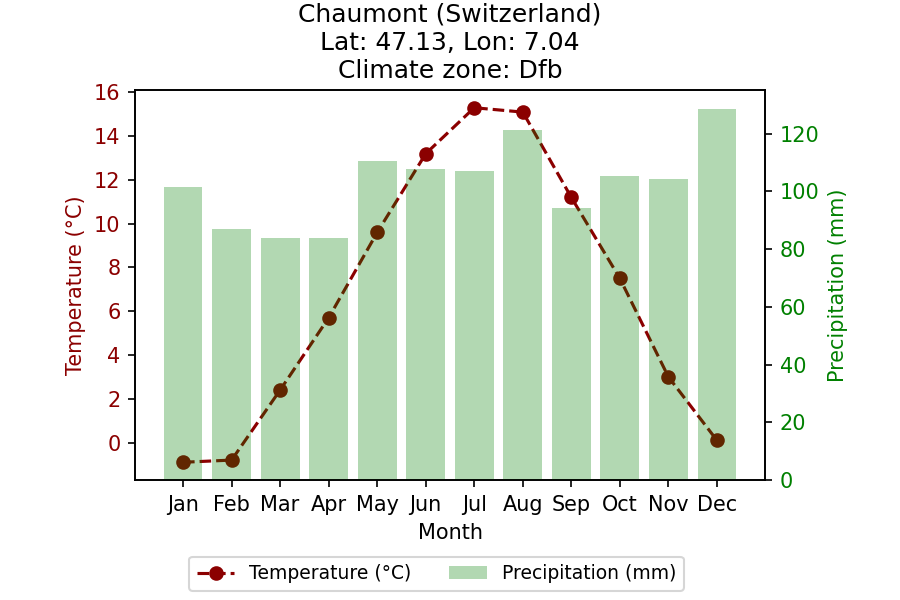 Chaumont (Switzerland)
Lat: 47.13, Lon: 7.04
Climate zone: Dfb
16
14
12
10
8
6
4
2
0
Temperature (°C)
120
100
80
60
40
20
0
Precipitation (mm)
Jan Feb Mar Apr May Jun Jul Aug Sep Oct Nov Dec
Month
Temperature (°C) Precipitation (mm)